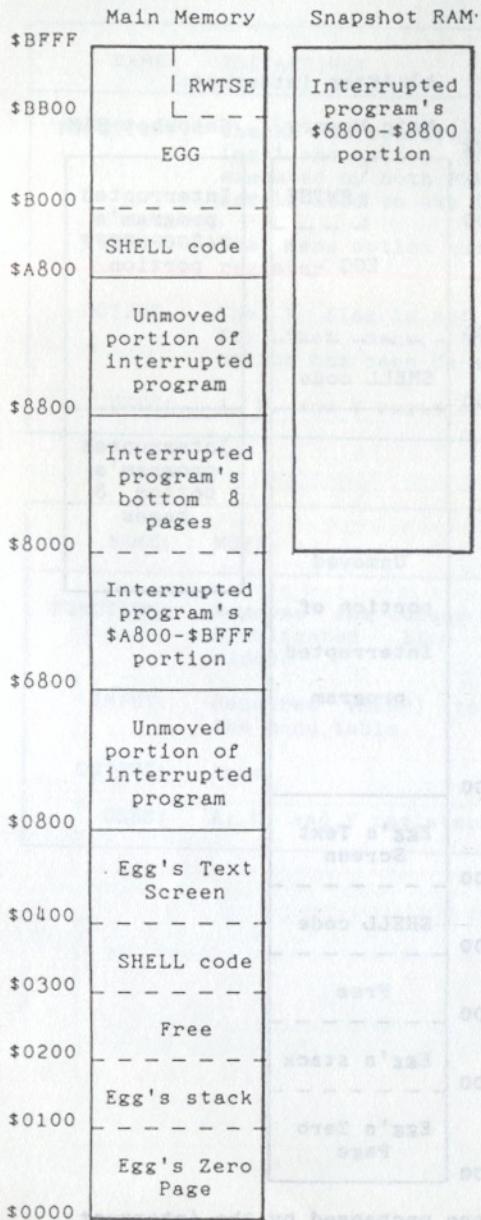 Main Memory Snapshot RAM
$BFFF
RWTSE
Interrupted
program's
$6800-$8800
portion
$BB00
EGG
$B000
SHELL code
$A800
Unmoved
portion of
interrupted
program
$8800
Interrupted
program's
bottom 8
pages
$8000
Interrupted
program's
$A800-$BFFF
portion
$6800
Unmoved
portion of
interrupted
program
$0800
Egg's Text
Screen
$0400
SHELL code
$0300
Free
$0200
Egg's stack
$0100
Egg's Zero
Page
$0000